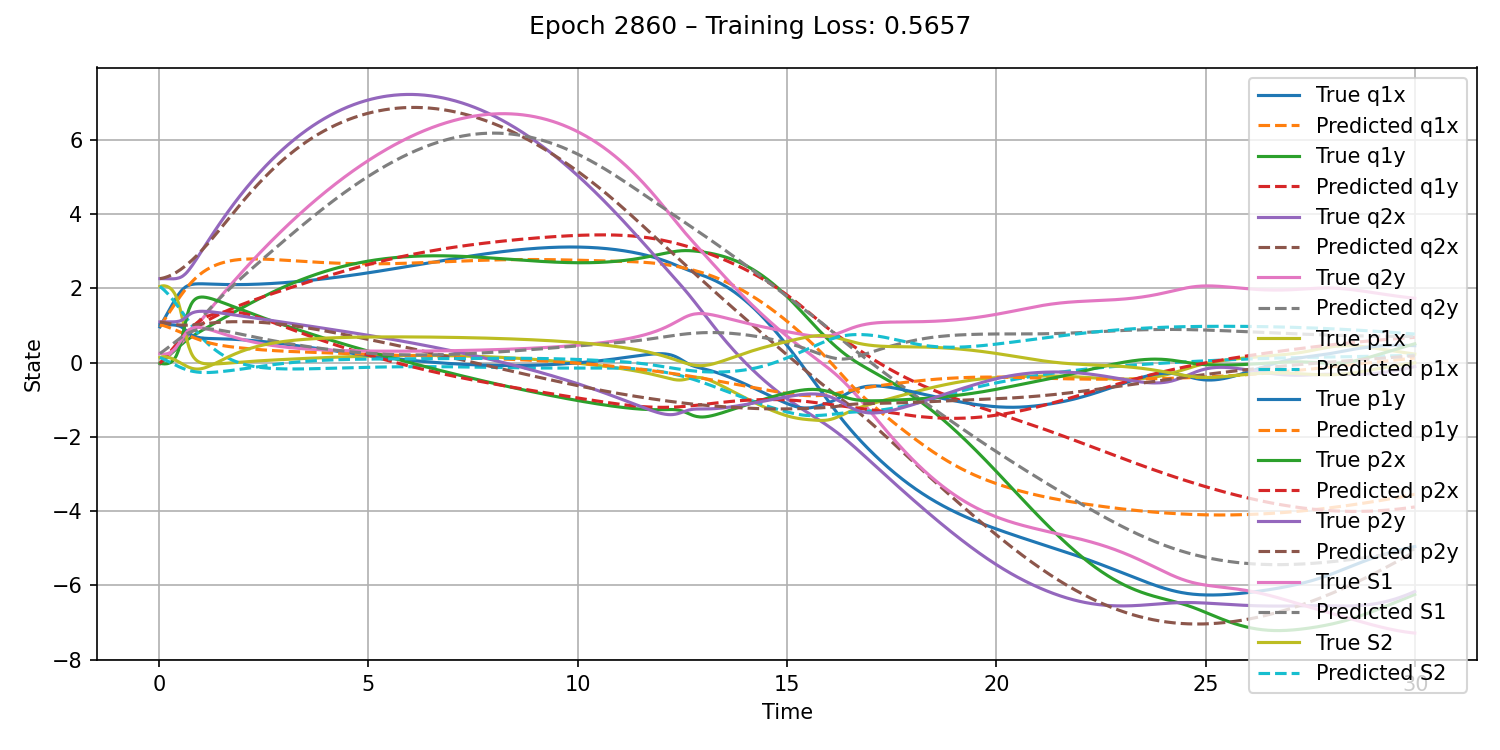 Epoch 2860 – Training Loss: 0.5657
State
6
4
2
0
−2
−4
−6
−8
True q1x
Predicted q1x
True q1y
Predicted q1y
True q2x
Predicted q2x
True q2y
Predicted q2y
True p1x
Predicted p1x
True p1y
Predicted p1y
True p2x
Predicted p2x
True p2y
Predicted p2y
True S1
Predicted S1
True S2
Predicted S2
0 5 10 15 20 25 30
Time